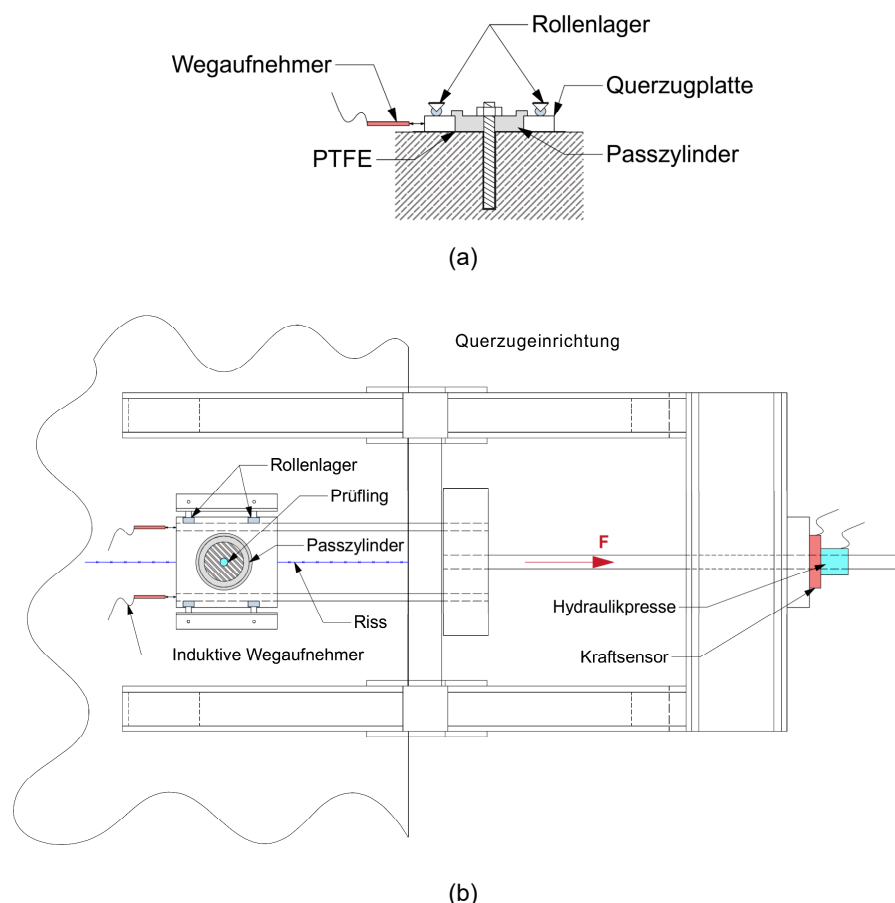 Rollenlager
Wegaufnehmer
Querzugplatte
PTFE
Passzylinder
(a)
Querzugeinrichtung
Rollenlager
Prüfling
Passzylinder
F
Hydraulikpresse
Riss
Induktive Wegaufnehmer
Kraftsensor
(b)